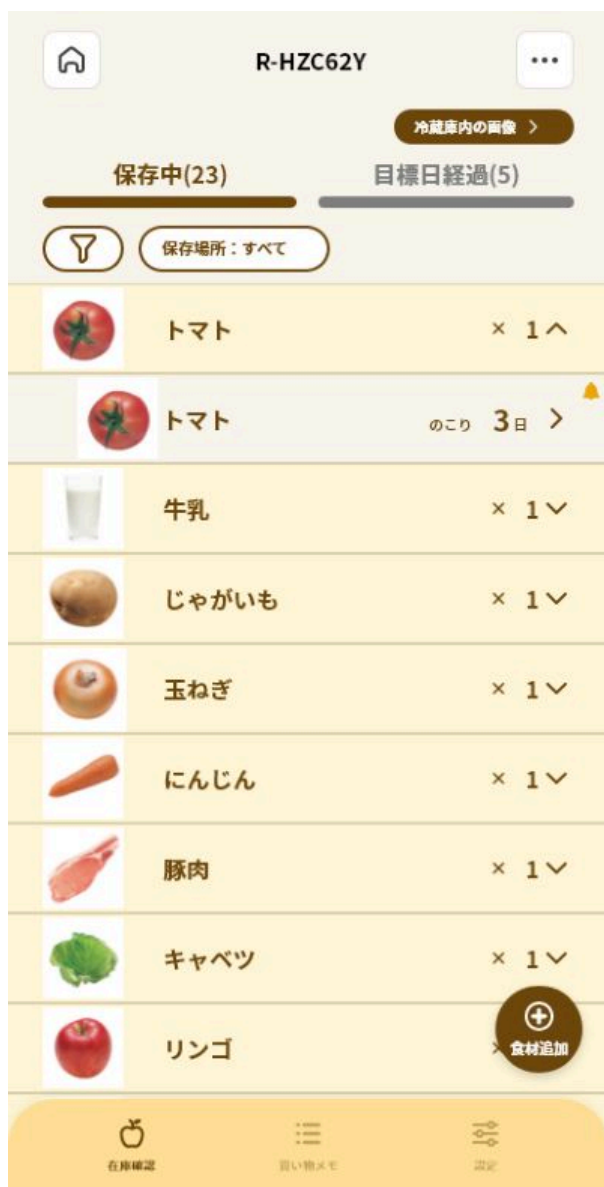 R-HZC62Y
冷蔵庫内の画像 >
保存中(23)
目標日経過(5)
保存場所：すべて
トマト × 1
トマト のこり 3日
牛乳 × 1
じゃがいも × 1
玉ねぎ × 1
にんじん × 1
豚肉 × 1
キャベツ × 1
リンゴ ×
食材追加
在庫確認
買い物メモ
設定